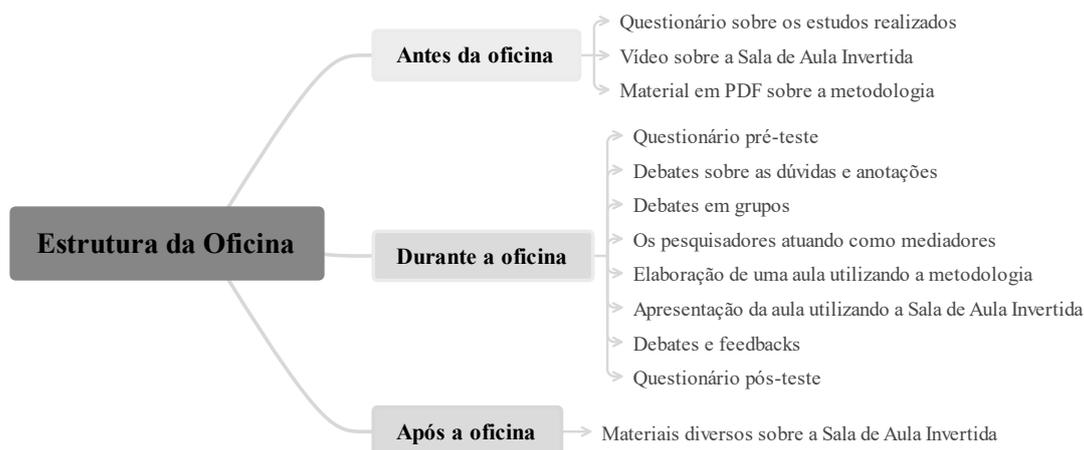 Estrutura da Oficina
Antes da oficina
Questionário sobre os estudos realizados
Vídeo sobre a Sala de Aula Invertida
Material em PDF sobre a metodologia
Durante a oficina
Questionário pré-teste
Debates sobre as dúvidas e anotações
Debates em grupos
Os pesquisadores atuando como mediadores
Elaboração de uma aula utilizando a metodologia
Apresentação da aula utilizando a Sala de Aula Invertida
Debates e feedbacks
Questionário pós-teste
Após a oficina
Materiais diversos sobre a Sala de Aula Invertida